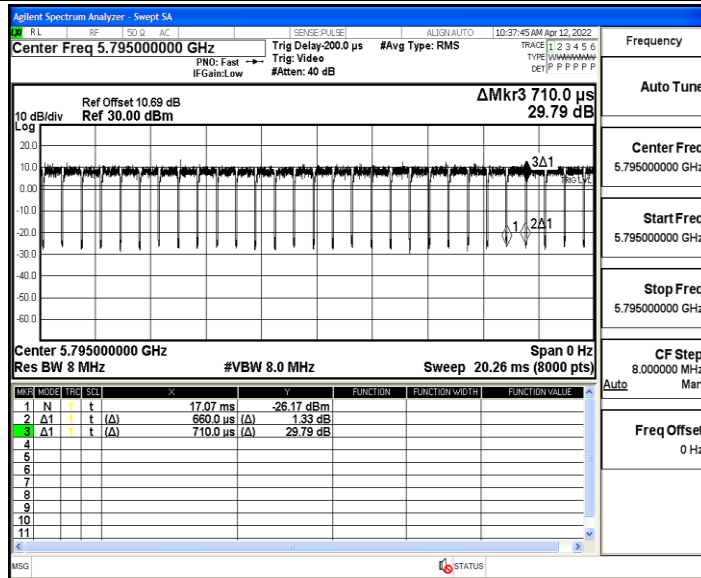 Agilent Spectrum Analyzer - Swept SA
RL RF 50 Ω AC SENSE:PULSE ALIGN AUTO 10:37:45 AM Apr 12, 2022
Center Freq 5.795000000 GHz
PNO: Fast
IFGain:Low
Trig Delay-200.0 µs
Trig: Video
#Atten: 40 dB
#Avg Type: RMS
TRACE 1 2 3 4 5 6
TYPE WWWWWW
DET P P P P P P
ΔMkr3 710.0 µs
29.79 dB
Ref Offset 10.69 dB
10 dB/div Ref 30.00 dBm
Log
20.0
10.0
0.00
-10.0
-20.0
-30.0
-40.0
-50.0
-60.0
3Δ1
TRIG LVL
1 2Δ1
Center 5.795000000 GHz Span 0 Hz
Res BW 8 MHz #VBW 8.0 MHz Sweep 20.26 ms (8000 pts)
MKR MODE TRC SCL X Y FUNCTION FUNCTION WIDTH FUNCTION VALUE
1 N 1 t 17.07 ms -26.17 dBm
2 Δ1 1 t (Δ) 660.0 µs (Δ) 1.33 dB
3 Δ1 1 t (Δ) 710.0 µs (Δ) 29.79 dB
4
5
6
7
8
9
10
11
MSG STATUS
Frequency
Auto Tune
Center Freq
5.795000000 GHz
Start Freq
5.795000000 GHz
Stop Freq
5.795000000 GHz
CF Step
8.000000 MHz
Auto Man
Freq Offset
0 Hz